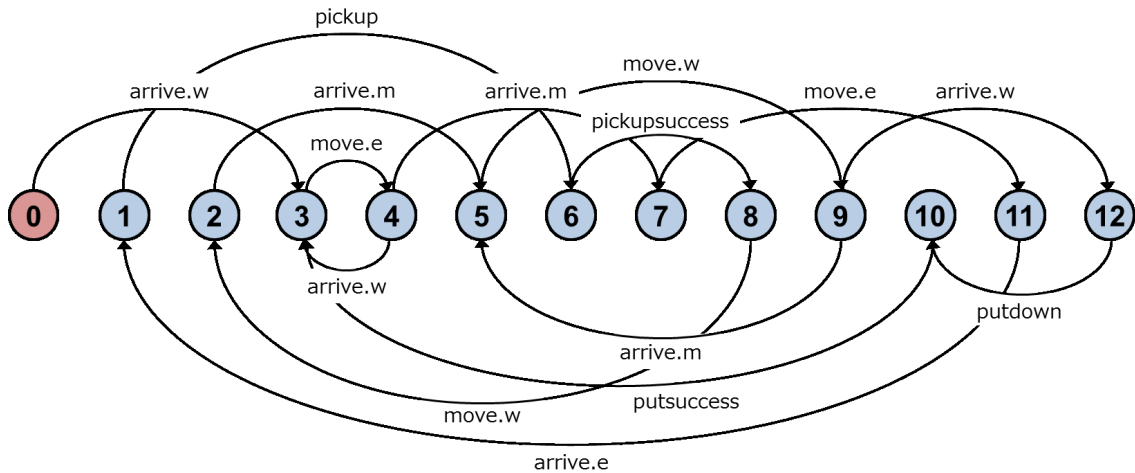 pickup
move.w
arrive.w
arrive.m
arrive.m
move.e
arrive.w
pickupsuccess
move.e
0
1
2
3
4
5
6
7
8
9
10
11
12
arrive.w
putdown
arrive.m
putsuccess
move.w
arrive.e